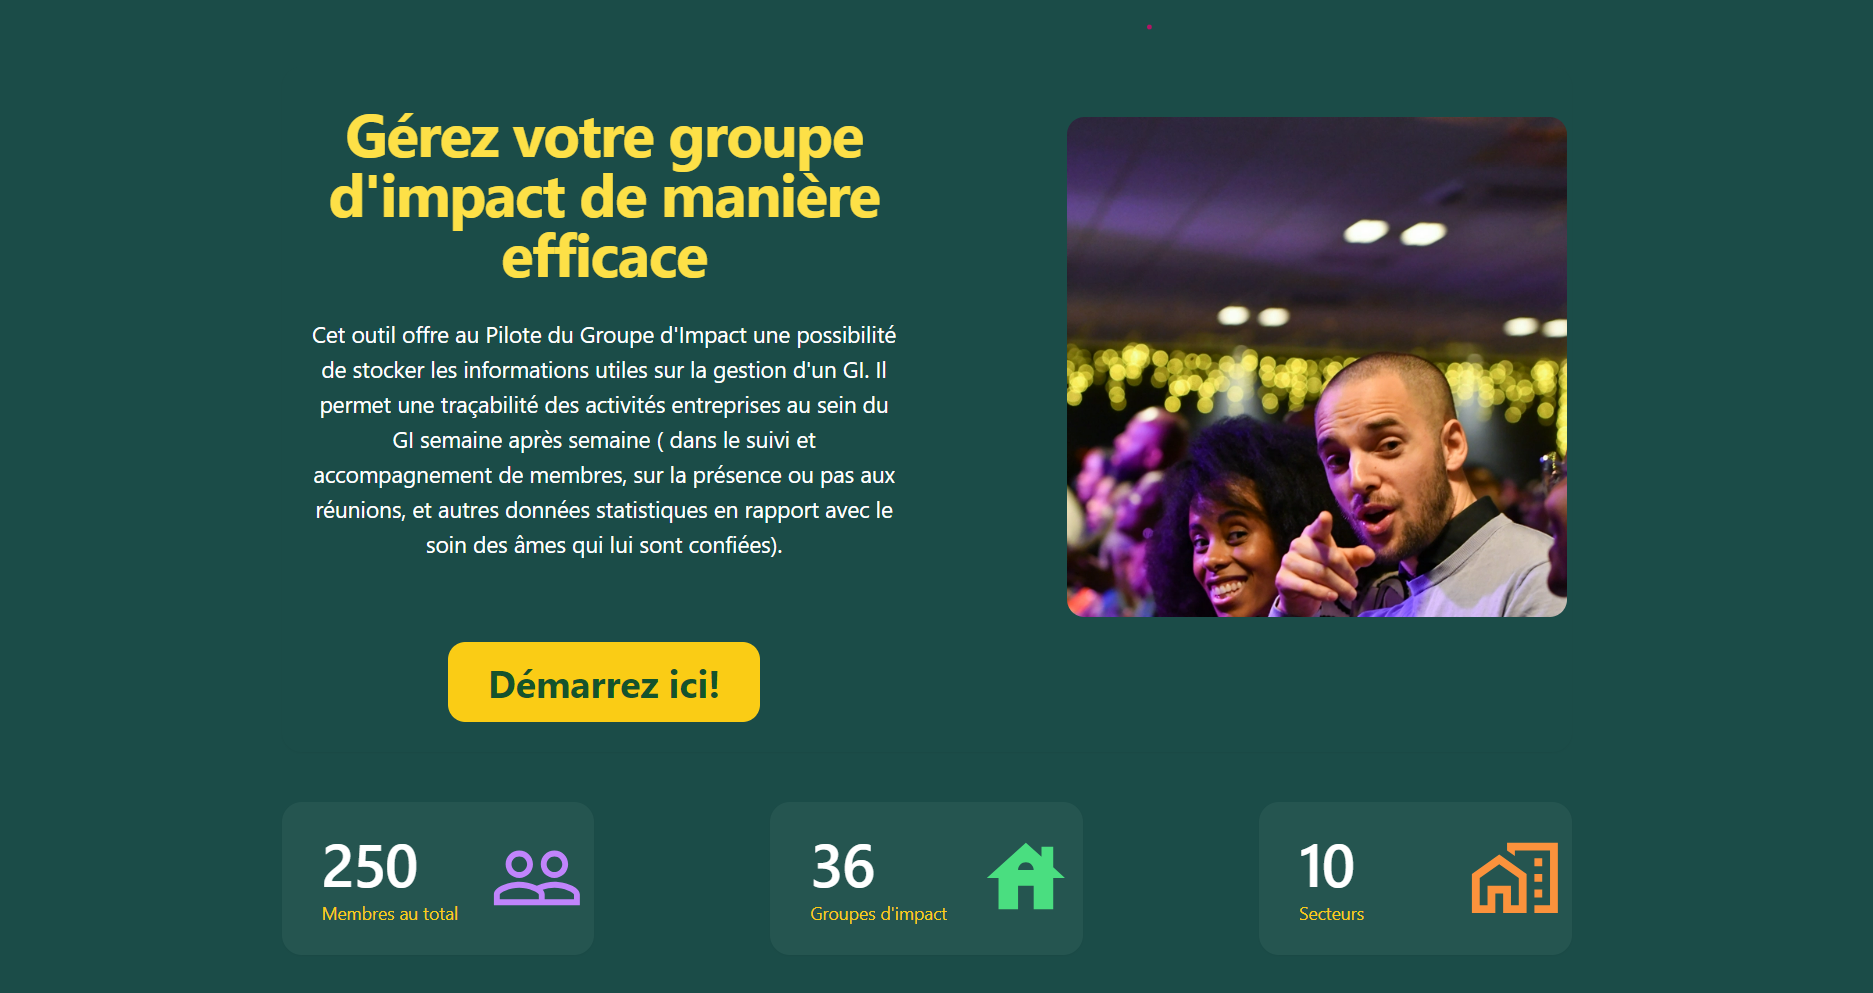 Gérez votre groupe
d'impact de manière
efficace
Cet outil offre au Pilote du Groupe d'Impact une possibilité
de stocker les informations utiles sur la gestion d'un GI. Il
permet une traçabilité des activités entreprises au sein du
GI semaine après semaine ( dans le suivi et
accompagnement de membres, sur la présence ou pas aux
réunions, et autres données statistiques en rapport avec le
soin des âmes qui lui sont confiées).
Démarrez ici!
250
Membres au total
36
Groupes d'impact
10
Secteurs